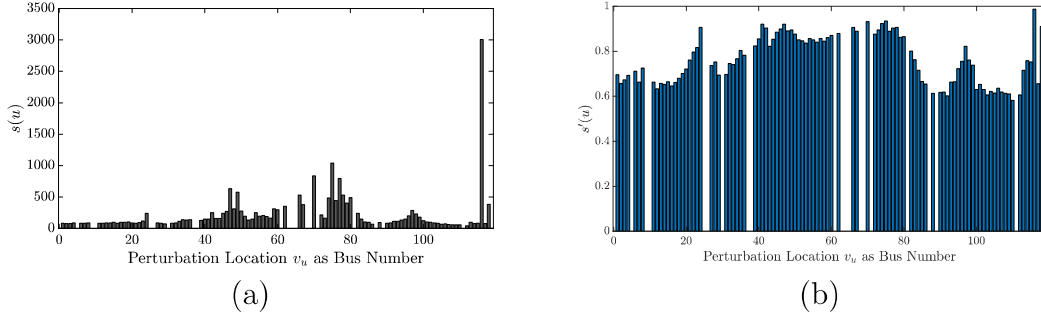 3500
3000
2500
2000
1500
1000
500
0
s(u)
0 20 40 60 80 100
Perturbation Location v_u as Bus Number
(a)
1
0.8
0.6
0.4
0.2
0
s'(u)
0 20 40 60 80 100
Perturbation Location v_u as Bus Number
(b)